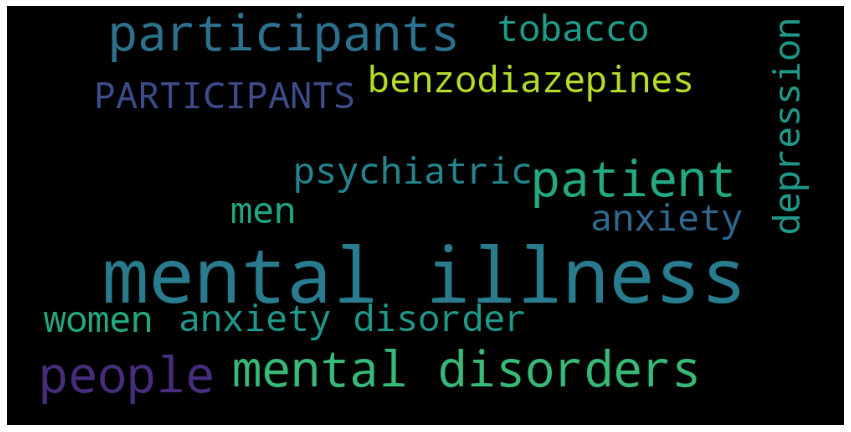 participants
tobacco
depression
benzodiazepines
PARTICIPANTS
psychiatric
patient
men
anxiety
mental illness
women
anxiety disorder
people
mental disorders